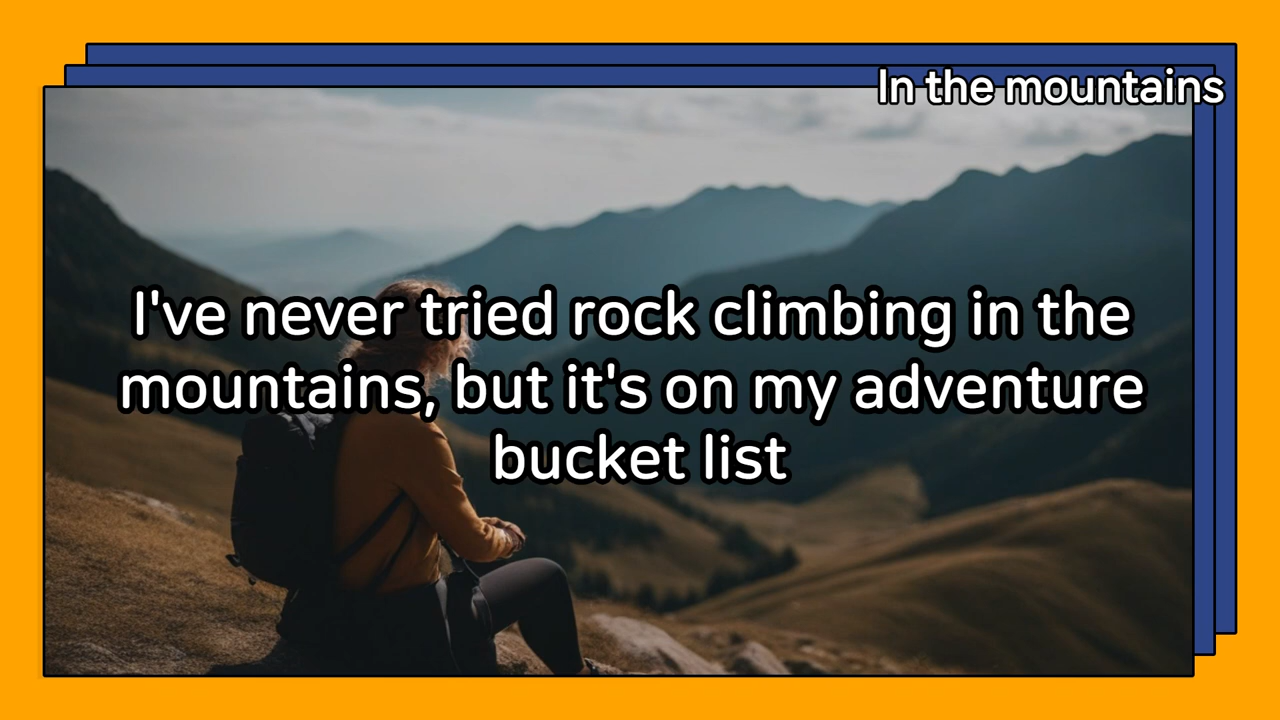 In the mountains
I've never tried rock climbing in the
mountains, but it's on my adventure
bucket list